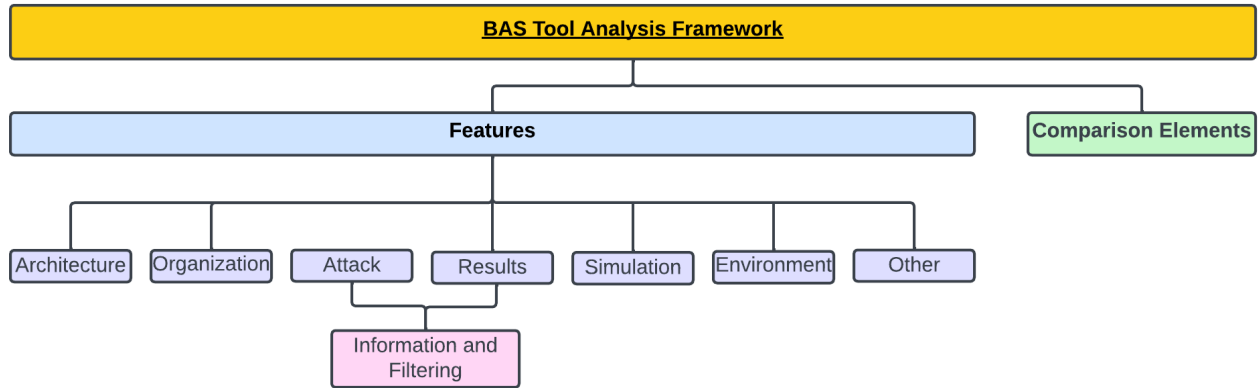 BAS Tool Analysis Framework
Features
Comparison Elements
Architecture
Organization
Attack
Results
Simulation
Environment
Other
Information and
Filtering